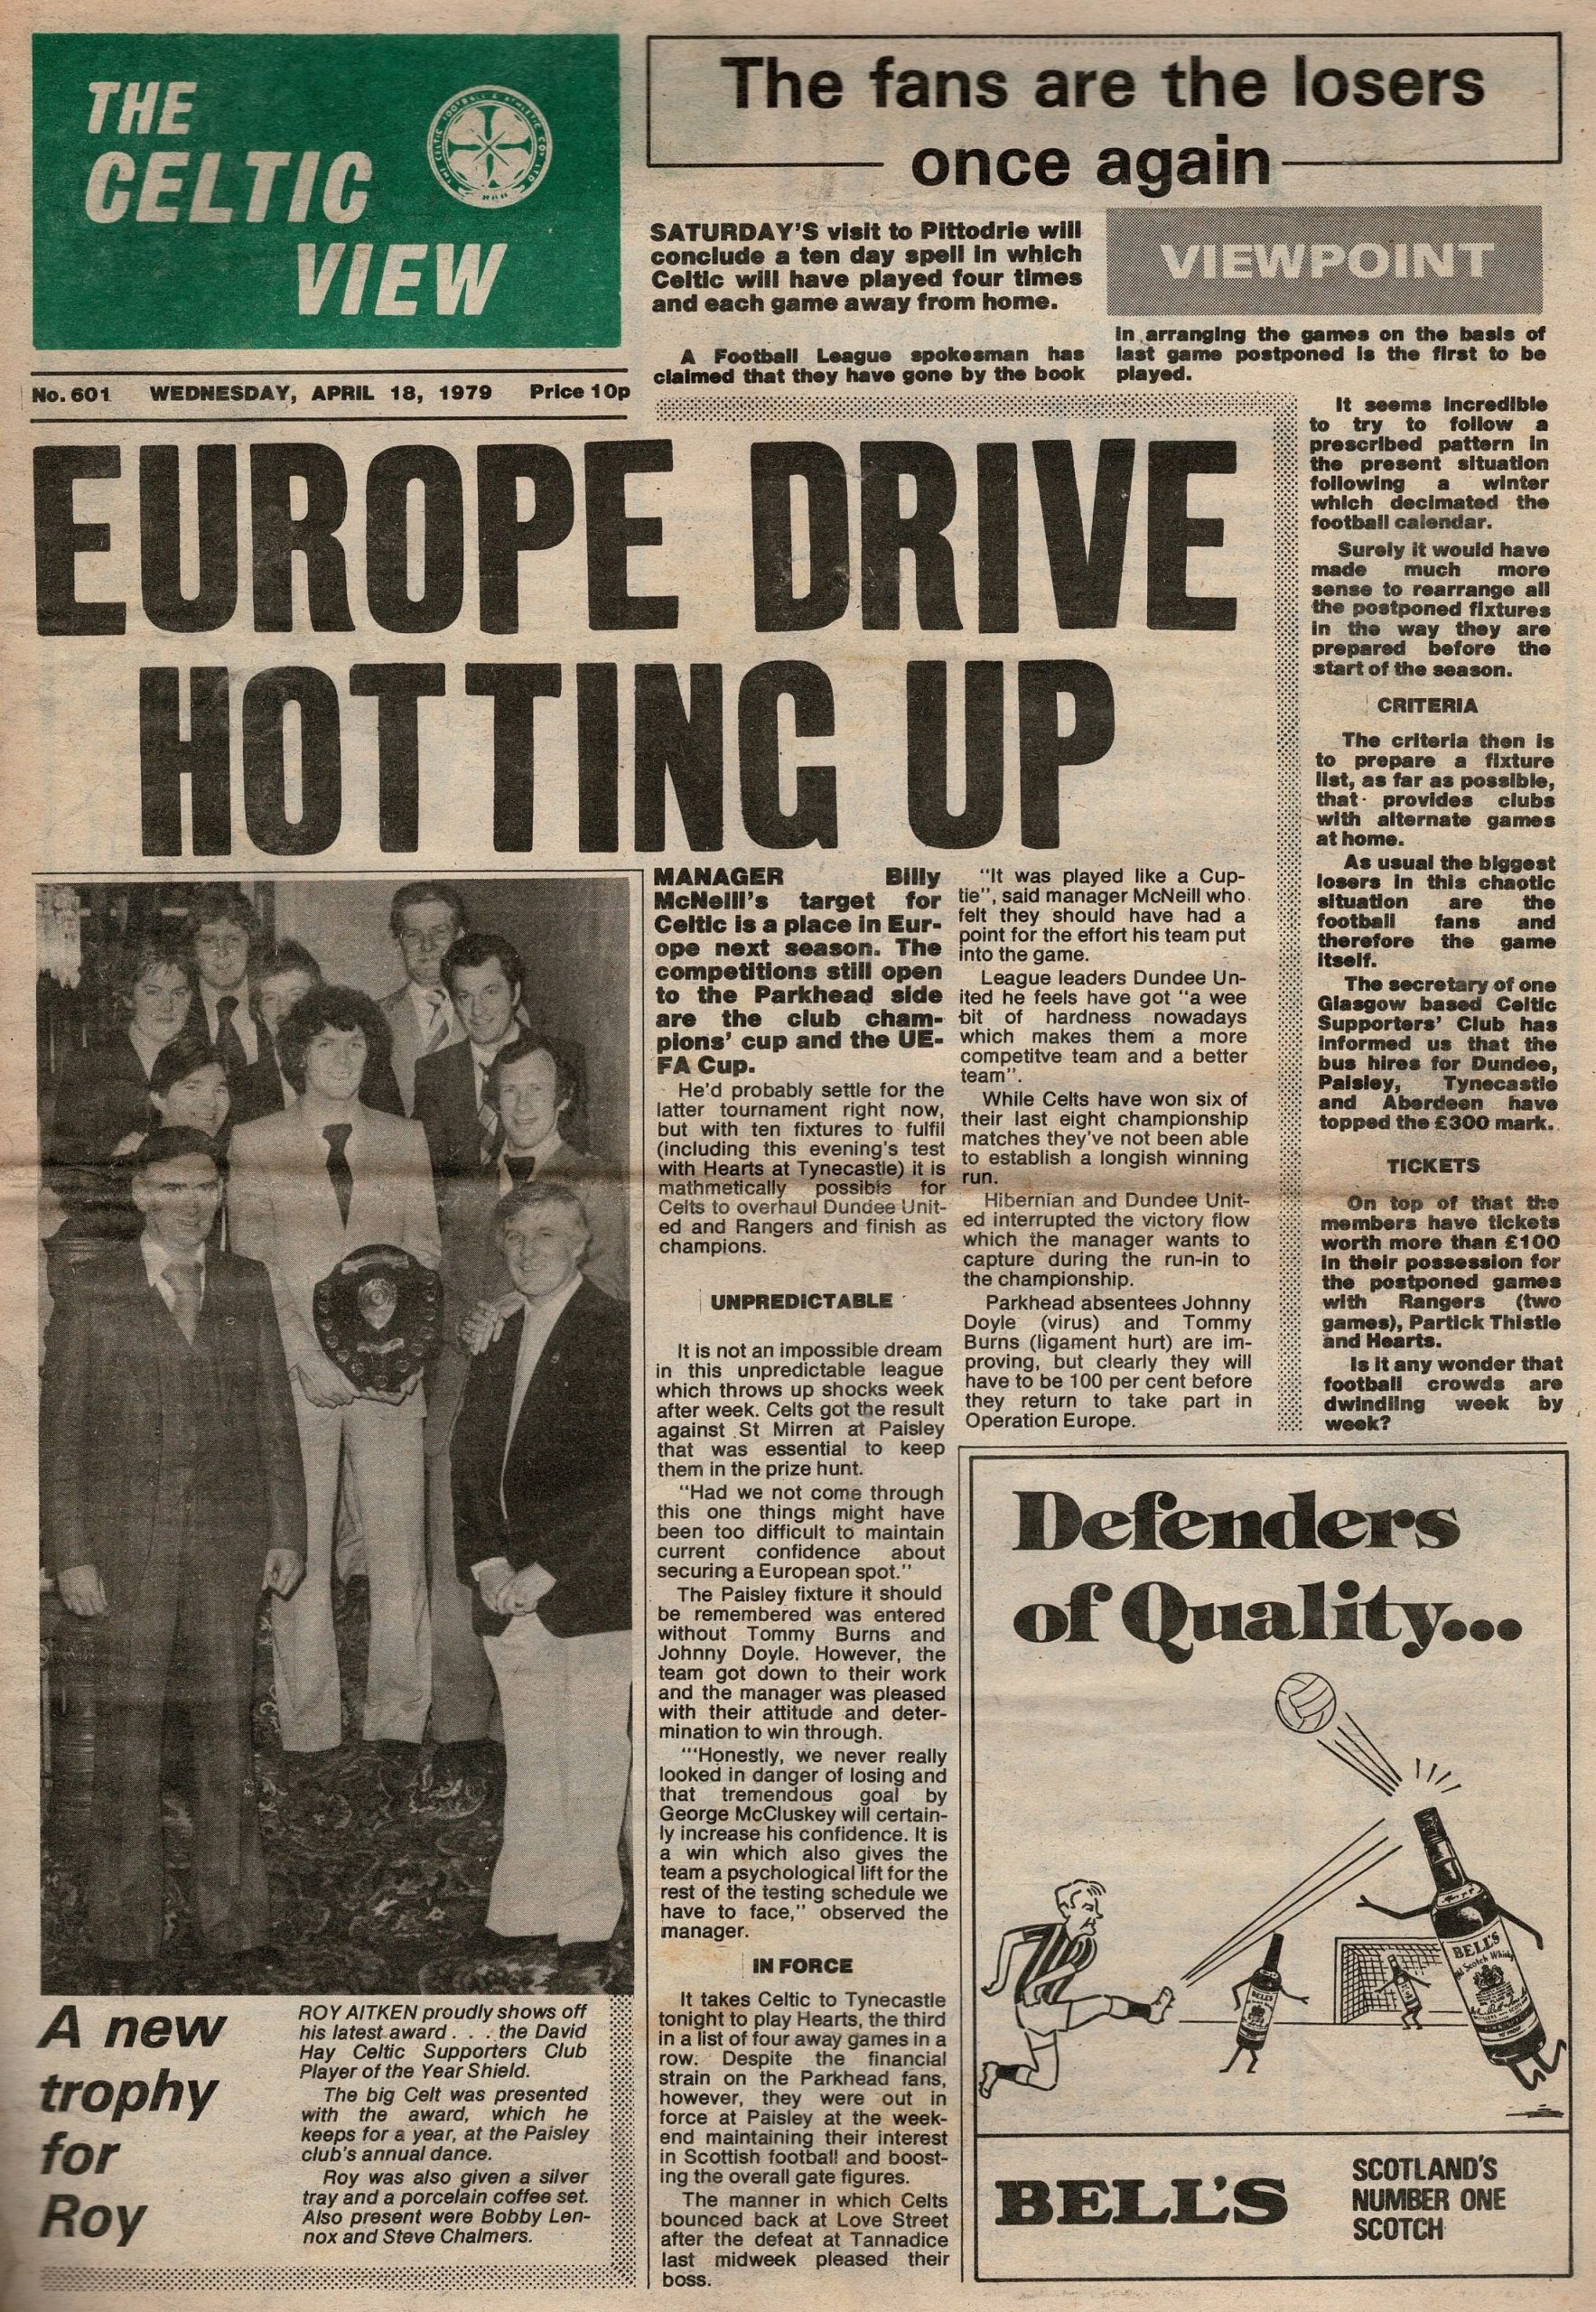 THE
CELTIC
VIEW
No. 601 WEDNESDAY, APRIL 18, 1979 Price 10p
The fans are the losers
once again
VIEWPOINT
SATURDAY'S visit to Pittodrie will
conclude a ten day spell in which
Celtic will have played four times
and each game away from home.
A Football League spokesman has
claimed that they have gone by the book
in arranging the games on the basis of
last game postponed is the first to be
played.
It seems incredible
to try to follow a
prescribed pattern in
the present situation
following a winter
which decimated the
football calendar.
Surely it would have
made much more
sense to rearrange all
the postponed fixtures
in the way they are
prepared before the
start of the season.
CRITERIA
The criteria then is
to prepare a fixture
list, as far as possible,
that provides clubs
with alternate games
at home.
As usual the biggest
losers in this chaotic
situation are the
football fans and
therefore the game
itself.
The secretary of one
Glasgow based Celtic
Supporters' Club has
informed us that the
bus hires for Dundee,
Paisley, Tynecastle
and Aberdeen have
topped the £300 mark.
TICKETS
On top of that the
members have tickets
worth more than £100
in their possession for
the postponed games
with Rangers (two
games), Partick Thistle
and Hearts.
Is it any wonder that
football crowds are
dwindling week by
week?
EUROPE DRIVE
HOTTING UP
MANAGER Billy
McNeill's target for
Celtic is a place in Eur-
ope next season. The
competitions still open
to the Parkhead side
are the club cham-
pions' cup and the UE-
FA Cup.
He'd probably settle for the
latter tournament right now,
but with ten fixtures to fulfil
(including this evening's test
with Hearts at Tynecastle) it is
mathmetically possible for
Celts to overhaul Dundee Unit-
ed and Rangers and finish as
champions.
UNPREDICTABLE
It is not an impossible dream
in this unpredictable league
which throws up shocks week
after week. Celts got the result
against St Mirren at Paisley
that was essential to keep
them in the prize hunt.
"Had we not come through
this one things might have
been too difficult to maintain
current confidence about
securing a European spot."
The Paisley fixture it should
be remembered was entered
without Tommy Burns and
Johnny Doyle. However, the
team got down to their work
and the manager was pleased
with their attitude and deter-
mination to win through.
"'Honestly, we never really
looked in danger of losing and
that tremendous goal by
George McCluskey will certain-
ly increase his confidence. It is
a win which also gives the
team a psychological lift for the
rest of the testing schedule we
have to face," observed the
manager.
IN FORCE
It takes Celtic to Tynecastle
tonight to play Hearts, the third
in a list of four away games in a
row. Despite the financial
strain on the Parkhead fans,
however, they were out in
force at Paisley at the week-
end maintaining their interest
in Scottish football and boost-
ing the overall gate figures.
The manner in which Celts
bounced back at Love Street
after the defeat at Tannadice
last midweek pleased their
boss.
"It was played like a Cup-
tie", said manager McNeill who
felt they should have had a
point for the effort his team put
into the game.
League leaders Dundee Un-
ited he feels have got "a wee
bit of hardness nowadays
which makes them a more
competitve team and a better
team".
While Celts have won six of
their last eight championship
matches they've not been able
to establish a longish winning
run.
Hibernian and Dundee Unit-
ed interrupted the victory flow
which the manager wants to
capture during the run-in to
the championship.
Parkhead absentees Johnny
Doyle (virus) and Tommy
Burns (ligament hurt) are im-
proving, but clearly they will
have to be 100 per cent before
they return to take part in
Operation Europe.
A new
trophy
for
Roy
ROY AITKEN proudly shows off
his latest award . . . the David
Hay Celtic Supporters Club
Player of the Year Shield.
The big Celt was presented
with the award, which he
keeps for a year, at the Paisley
club's annual dance.
Roy was also given a silver
tray and a porcelain coffee set.
Also present were Bobby Len-
nox and Steve Chalmers.
Defenders
of Quality...
BELL'S
Scotch Whisky
BELL'S
BELL'S
SCOTLAND'S
NUMBER ONE
SCOTCH